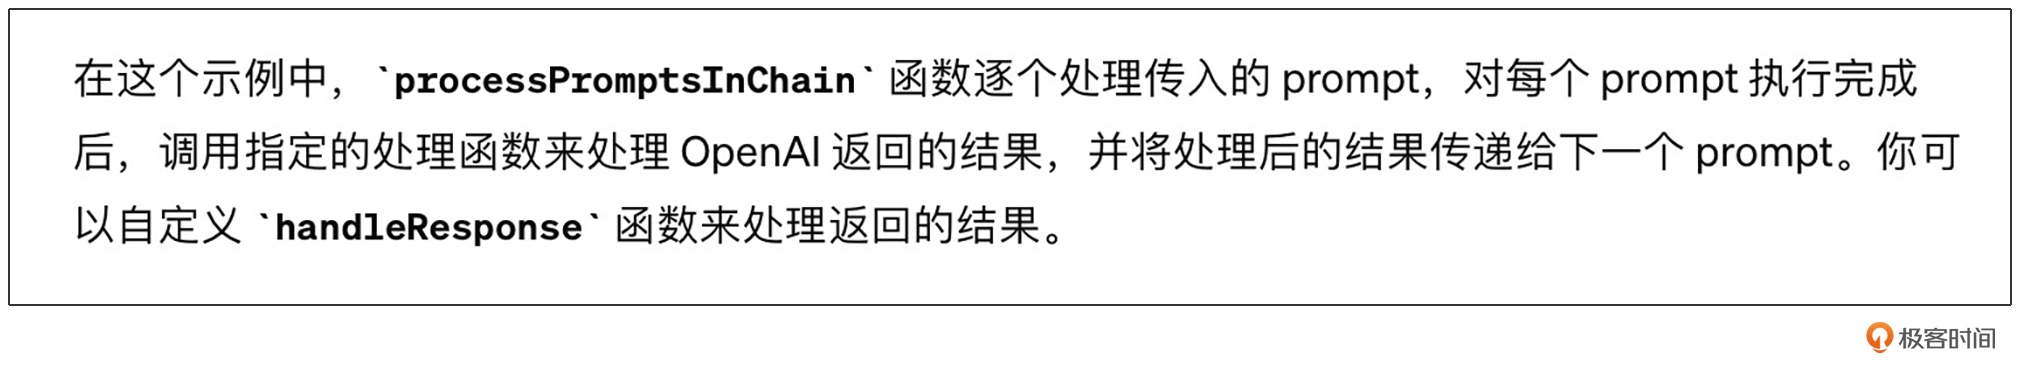 在这个示例中，`processPromptsInChain` 函数逐个处理传入的 prompt，对每个 prompt 执行完成
后，调用指定的处理函数来处理 OpenAI 返回的结果，并将处理后的结果传递给下一个 prompt。你可
以自定义 `handleResponse` 函数来处理返回的结果。
极客时间